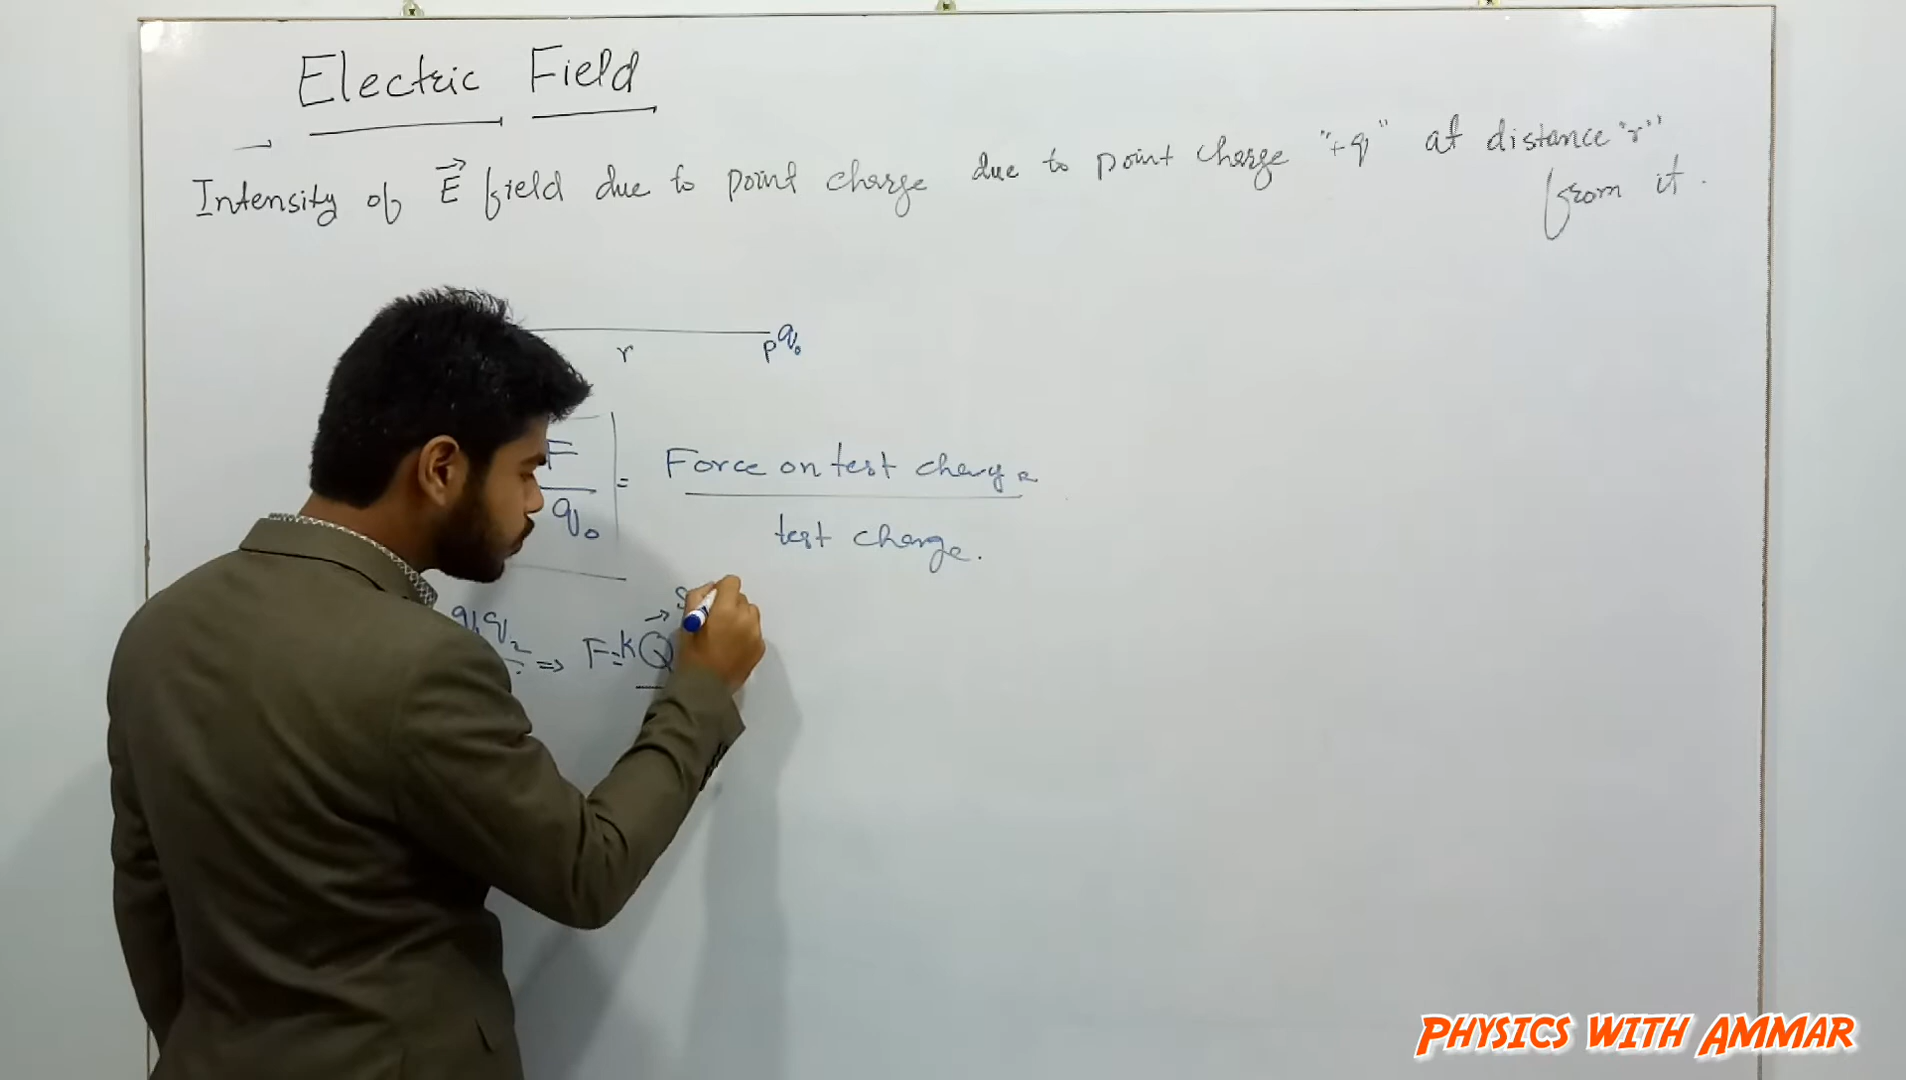 Electric Field
Intensity of E field due to point charge due to point charge "+q" at distance "r"
from it.
r
P q₀
F
q₀
= Force on test charge
test charge.
q₁q₂
⇒ F=kQ
PHYSICS WITH AMMAR